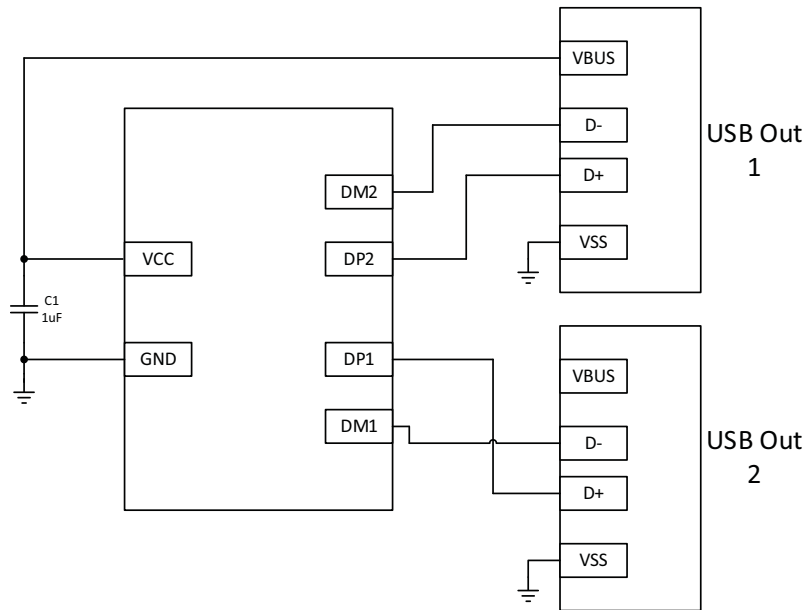 VBUS
D-
D+
VSS
USB Out
1
DM2
DP2
VCC
GND
DP1
DM1
C1
1uF
VBUS
D-
D+
VSS
USB Out
2